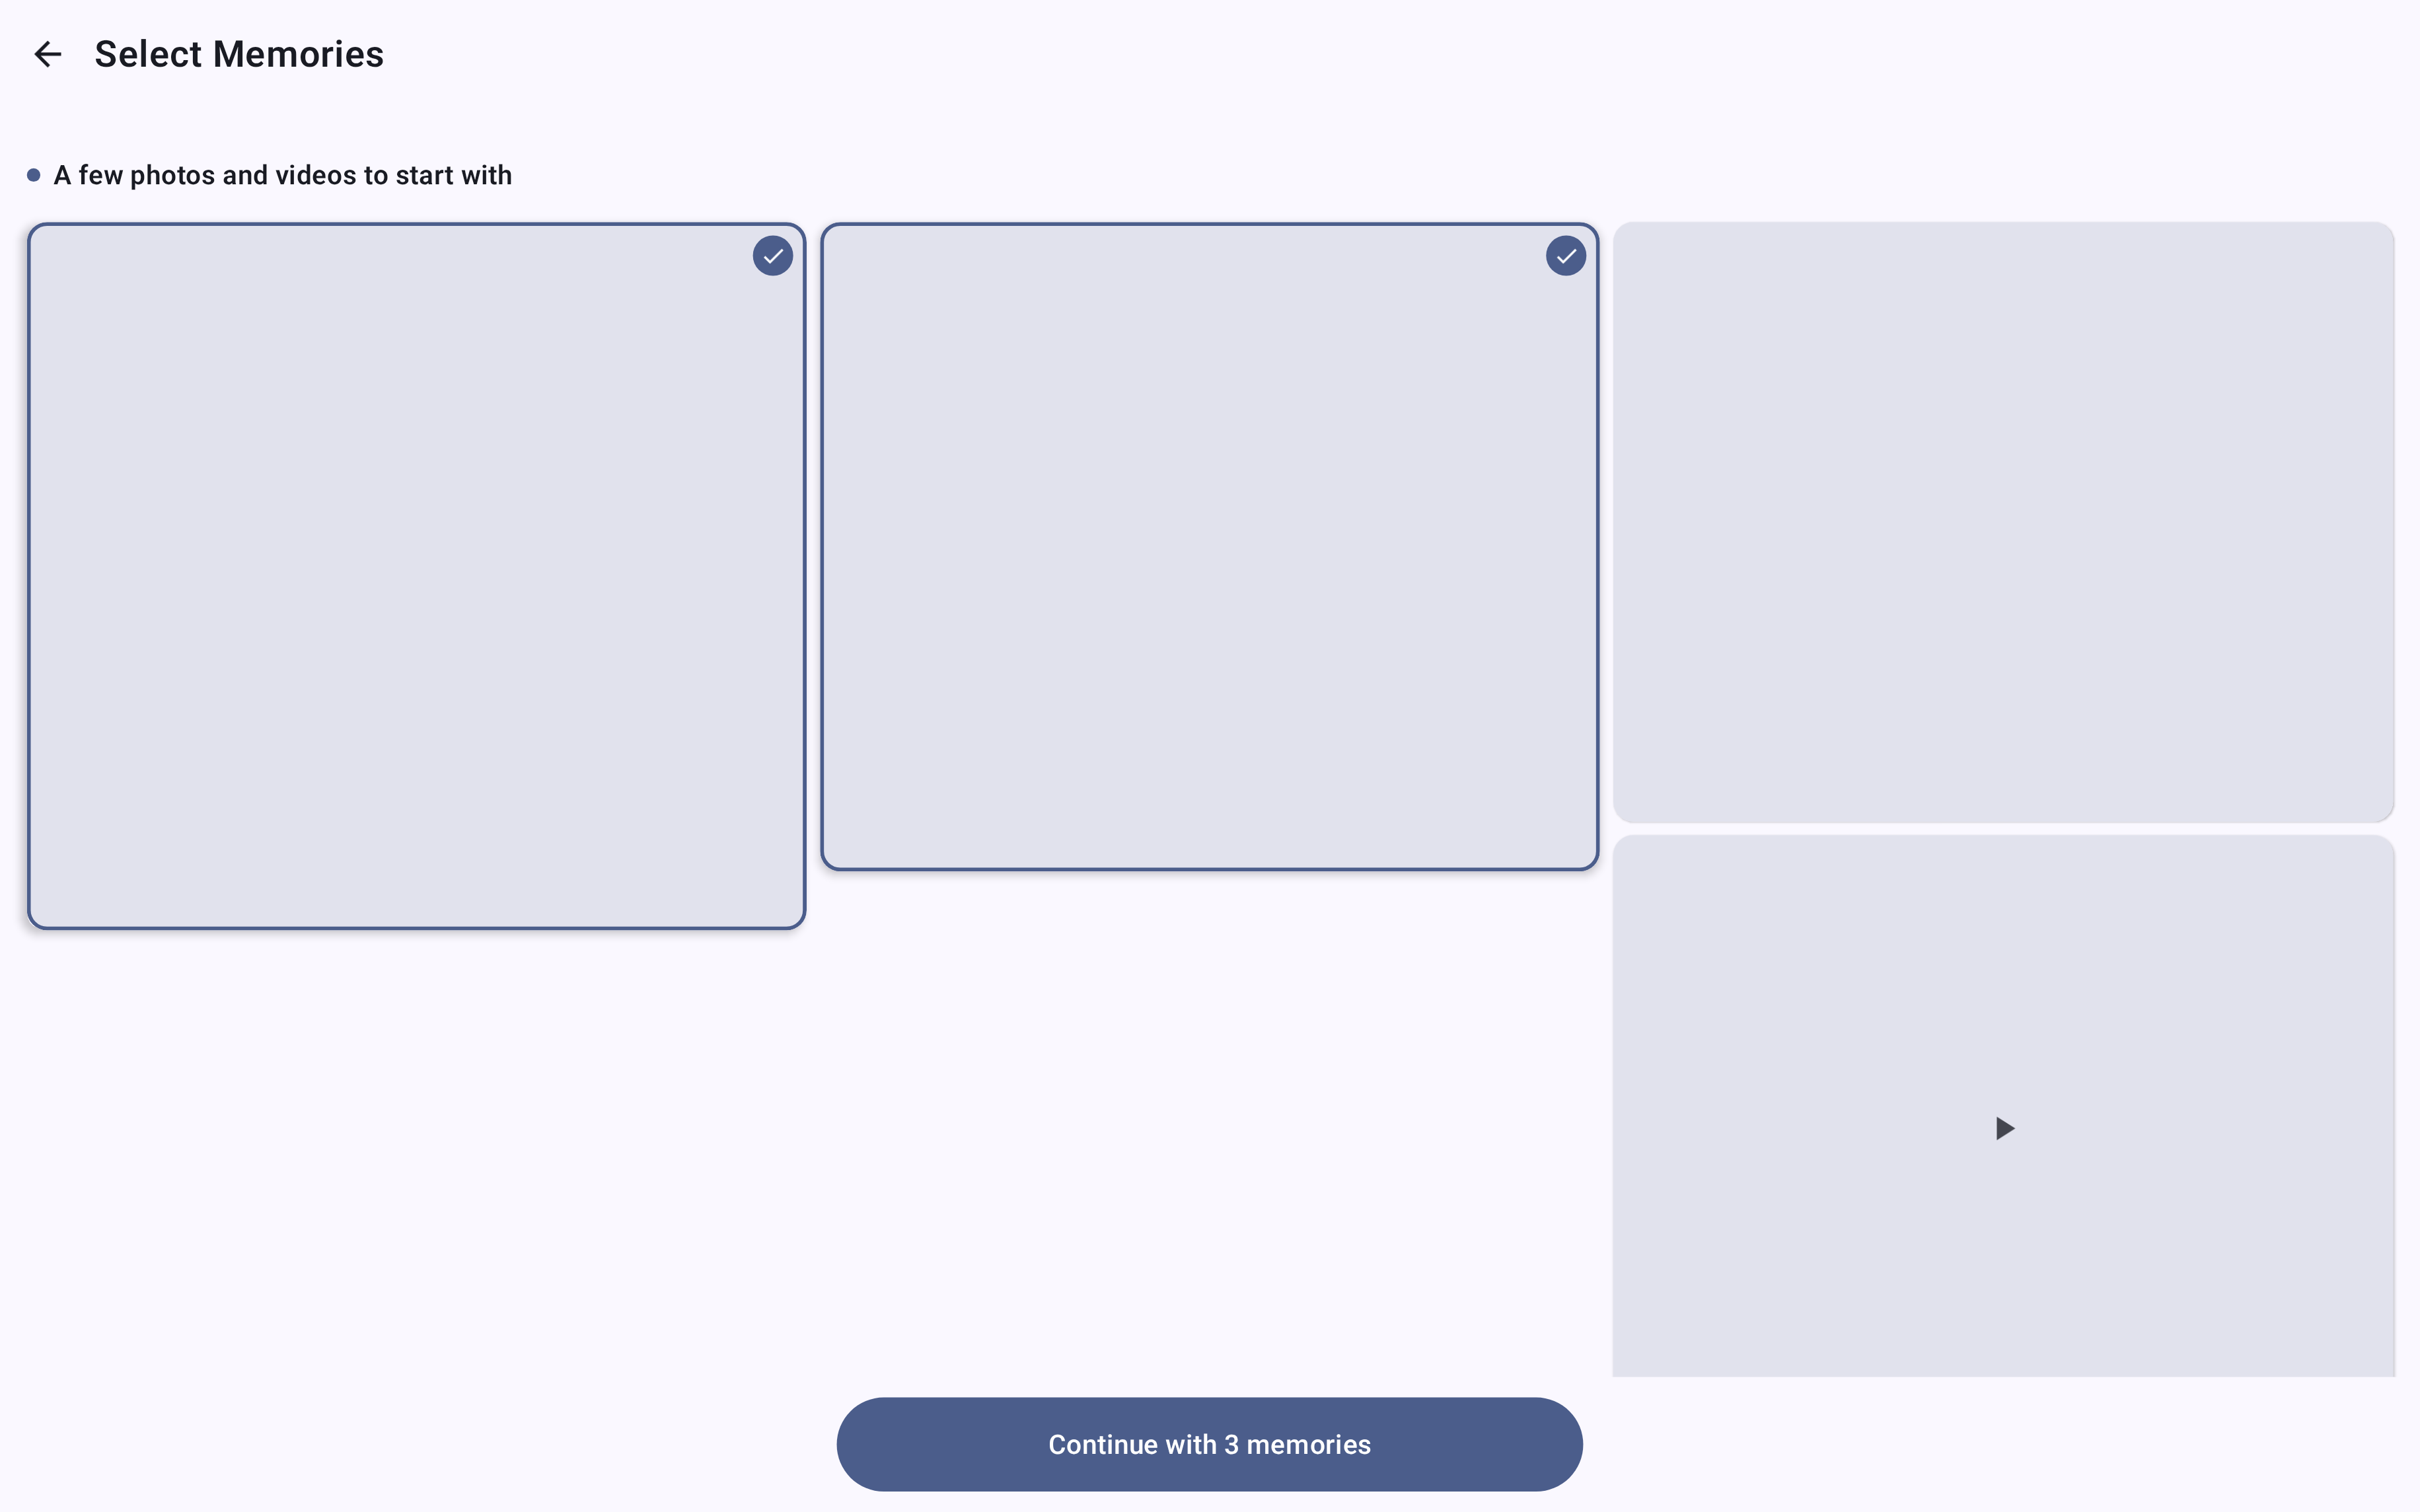 Select Memories
A few photos and videos to start with
Continue with 3 memories